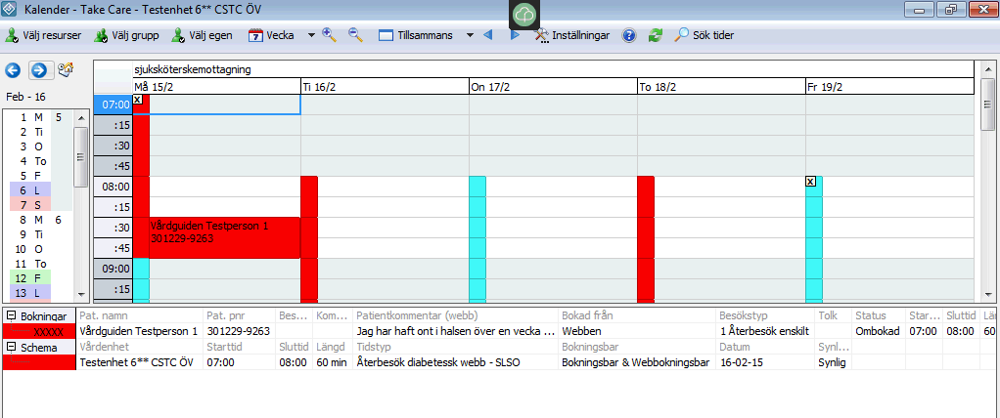 Kalender - Take Care - Testenhet 6** CSTC ÖV
Välj resurser Välj grupp Välj egen 7 Vecka Tillsammans Inställningar Sök tider
sjuksköterskemottagning
Må 15/2 Ti 16/2 On 17/2 To 18/2 Fr 19/2
Feb - 16
1 M 5
2 Ti
3 O
4 To
5 F
6 L
7 S
8 M 6
9 Ti
10 O
11 To
12 F
13 L
07:00 x
:15
:30
:45
08:00 x
:15
:30 Vårdguiden Testperson 1
301229-9263
:45
09:00
:15
Bokningar Pat. namn Pat. pnr Bes... Kom... Patientkommentar (webb) Bokad från Besökstyp Tolk Status Star... Sluttid Läng
XXXXX Vårdguiden Testperson 1 301229-9263 Jag har haft ont i halsen över en vecka ... Webben 1 Återbesök enskilt Ombokad 07:00 08:00 60
Schema Vårdenhet Starttid Sluttid Längd Tidstyp Bokningsbar Datum Synl...
Testenhet 6** CSTC ÖV 07:00 08:00 60 min Återbesök diabetessk webb - SLSO Bokningsbar & Webbokningsbar 16-02-15 Synlig